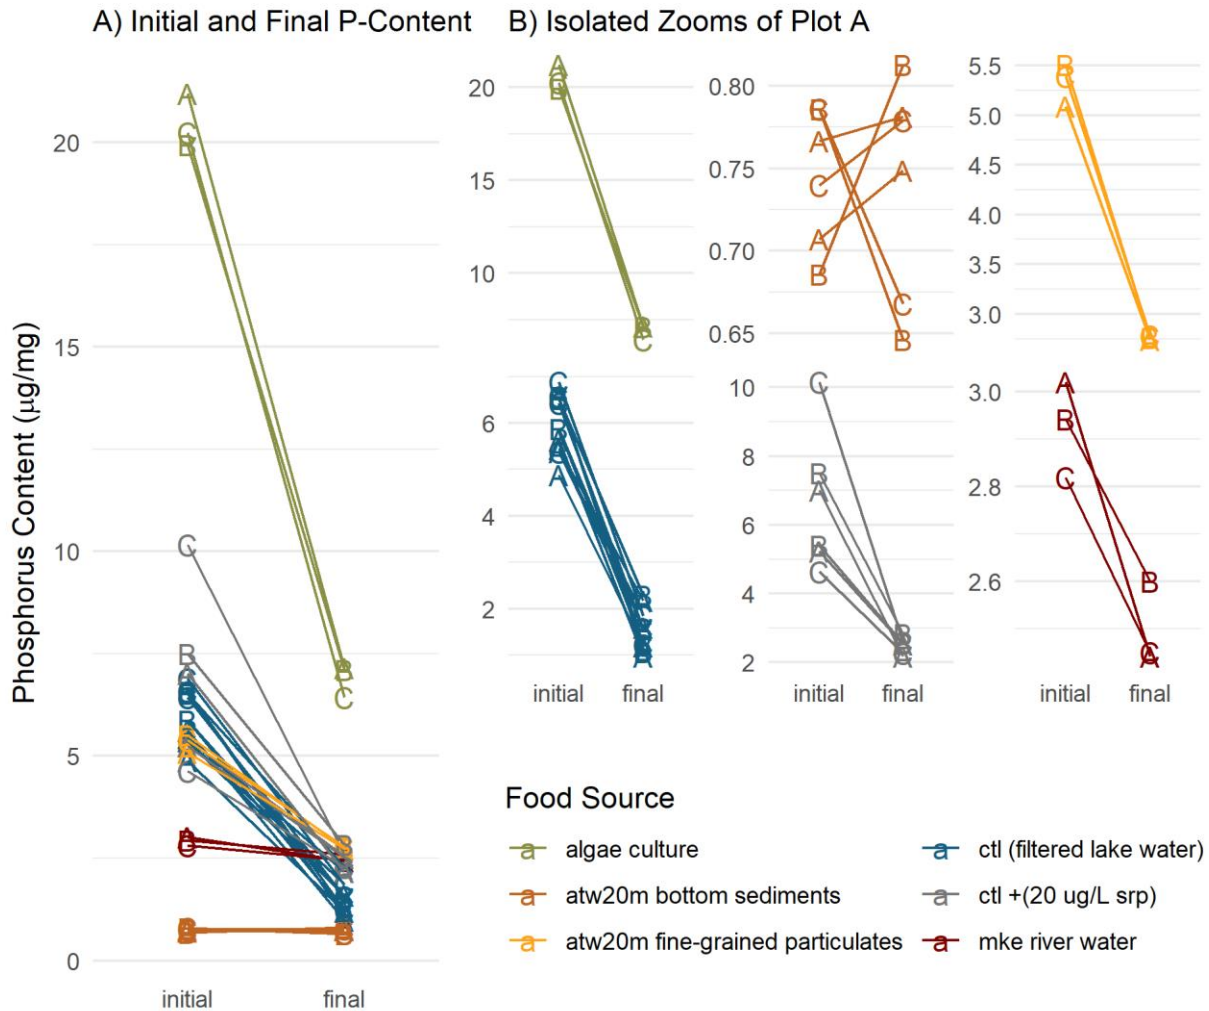 A) Initial and Final P-Content
B) Isolated Zooms of Plot A
Phosphorus Content (µg/mg)
20
15
10
5
0
initial final
20
15
10
0.80
0.75
0.70
0.65
5.5
5.0
4.5
4.0
3.5
3.0
6
4
2
initial final
10
8
6
4
2
initial final
3.0
2.8
2.6
initial final
Food Source
a algae culture
a atw20m bottom sediments
a atw20m fine-grained particulates
a ctl (filtered lake water)
a ctl +(20 ug/L srp)
a mke river water